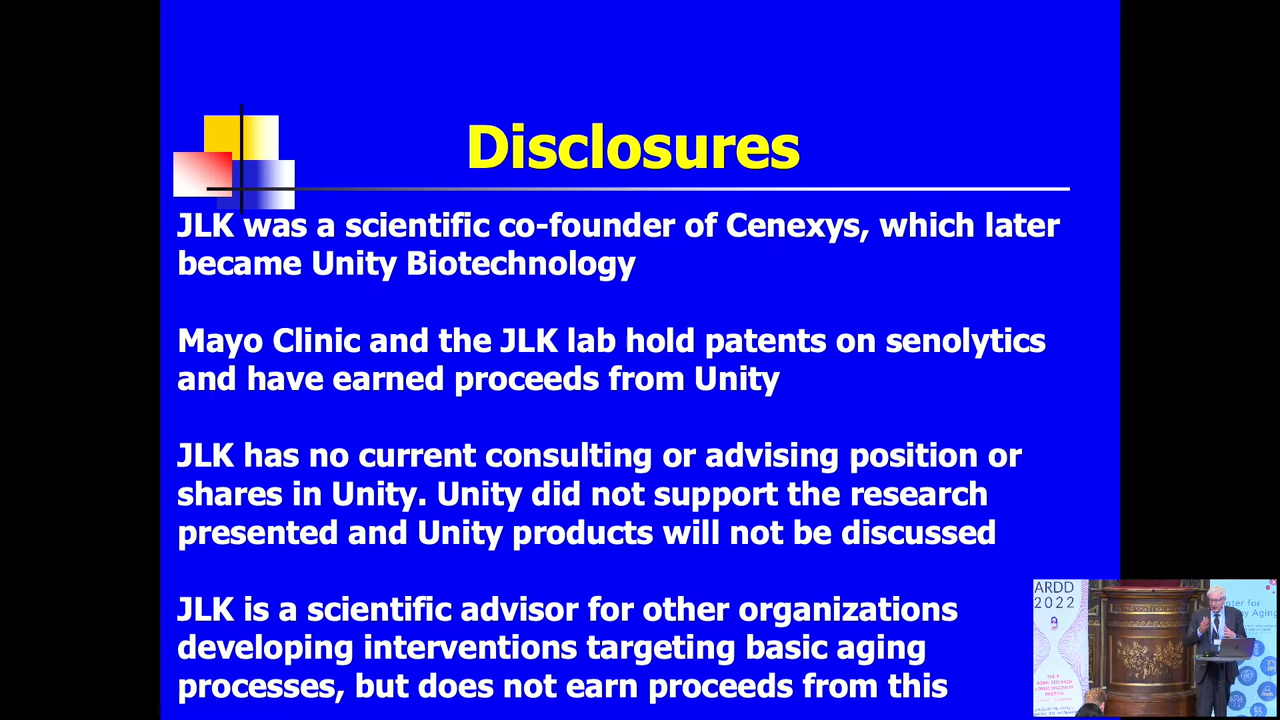 Disclosures
JLK was a scientific co-founder of Cenexys, which later
became Unity Biotechnology
Mayo Clinic and the JLK lab hold patents on senolytics
and have earned proceeds from Unity
JLK has no current consulting or advising position or
shares in Unity. Unity did not support the research
presented and Unity products will not be discussed
JLK is a scientific advisor for other organizations
developing interventions targeting basic aging
processes, but does not earn proceeds from this
ARDD
2022